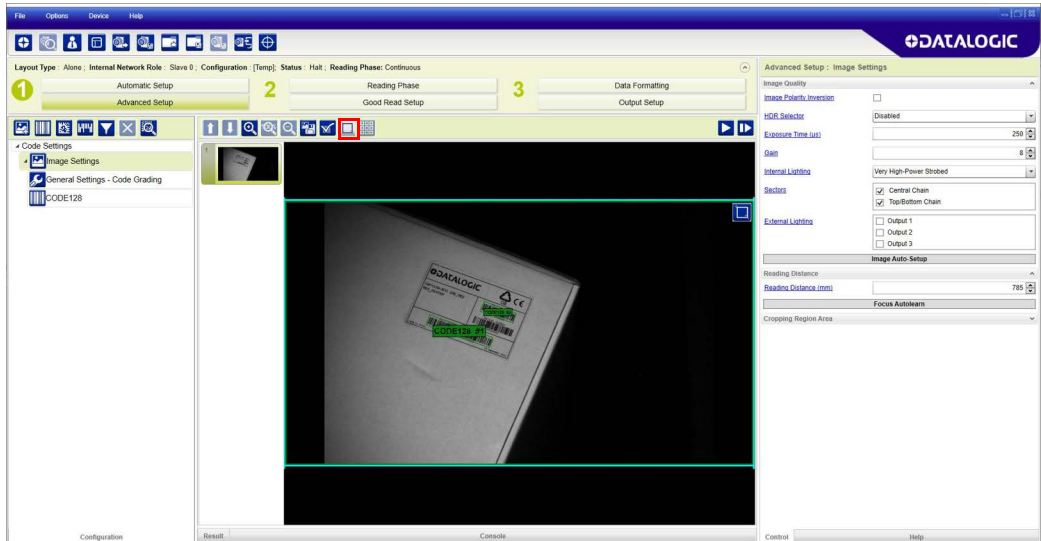 File Options Device Help
DATALOGIC
Layout Type : Alone ; Internal Network Role : Slave 0 ; Configuration : [Temp]; Status : Halt ; Reading Phase: Continuous
1 Automatic Setup
Advanced Setup
2 Reading Phase
Good Read Setup
3 Data Formatting
Output Setup
Code Settings
Image Settings
General Settings - Code Grading
CODE128
Configuration
1
DATALOGIC
CE
CODE128 #1
Result
Console
Advanced Setup : Image Settings
Image Quality
Image Polarity Inversion
HDR Selector Disabled
Exposure Time (us) 250
Gain 8
Internal Lighting Very High-Power Strobed
Sectors Central Chain
Top/Bottom Chain
External Lighting Output 1
Output 2
Output 3
Image Auto-Setup
Reading Distance
Reading Distance (mm) 785
Focus Autolearn
Cropping Region Area
Control Help